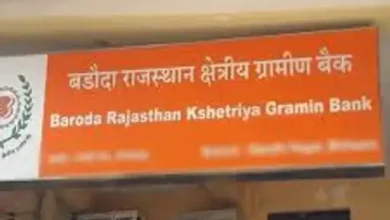 बडौदा राजस्थान क्षेत्रीय ग्रामीण बैंक
Baroda Rajasthan Kshetriya Gramin Bank